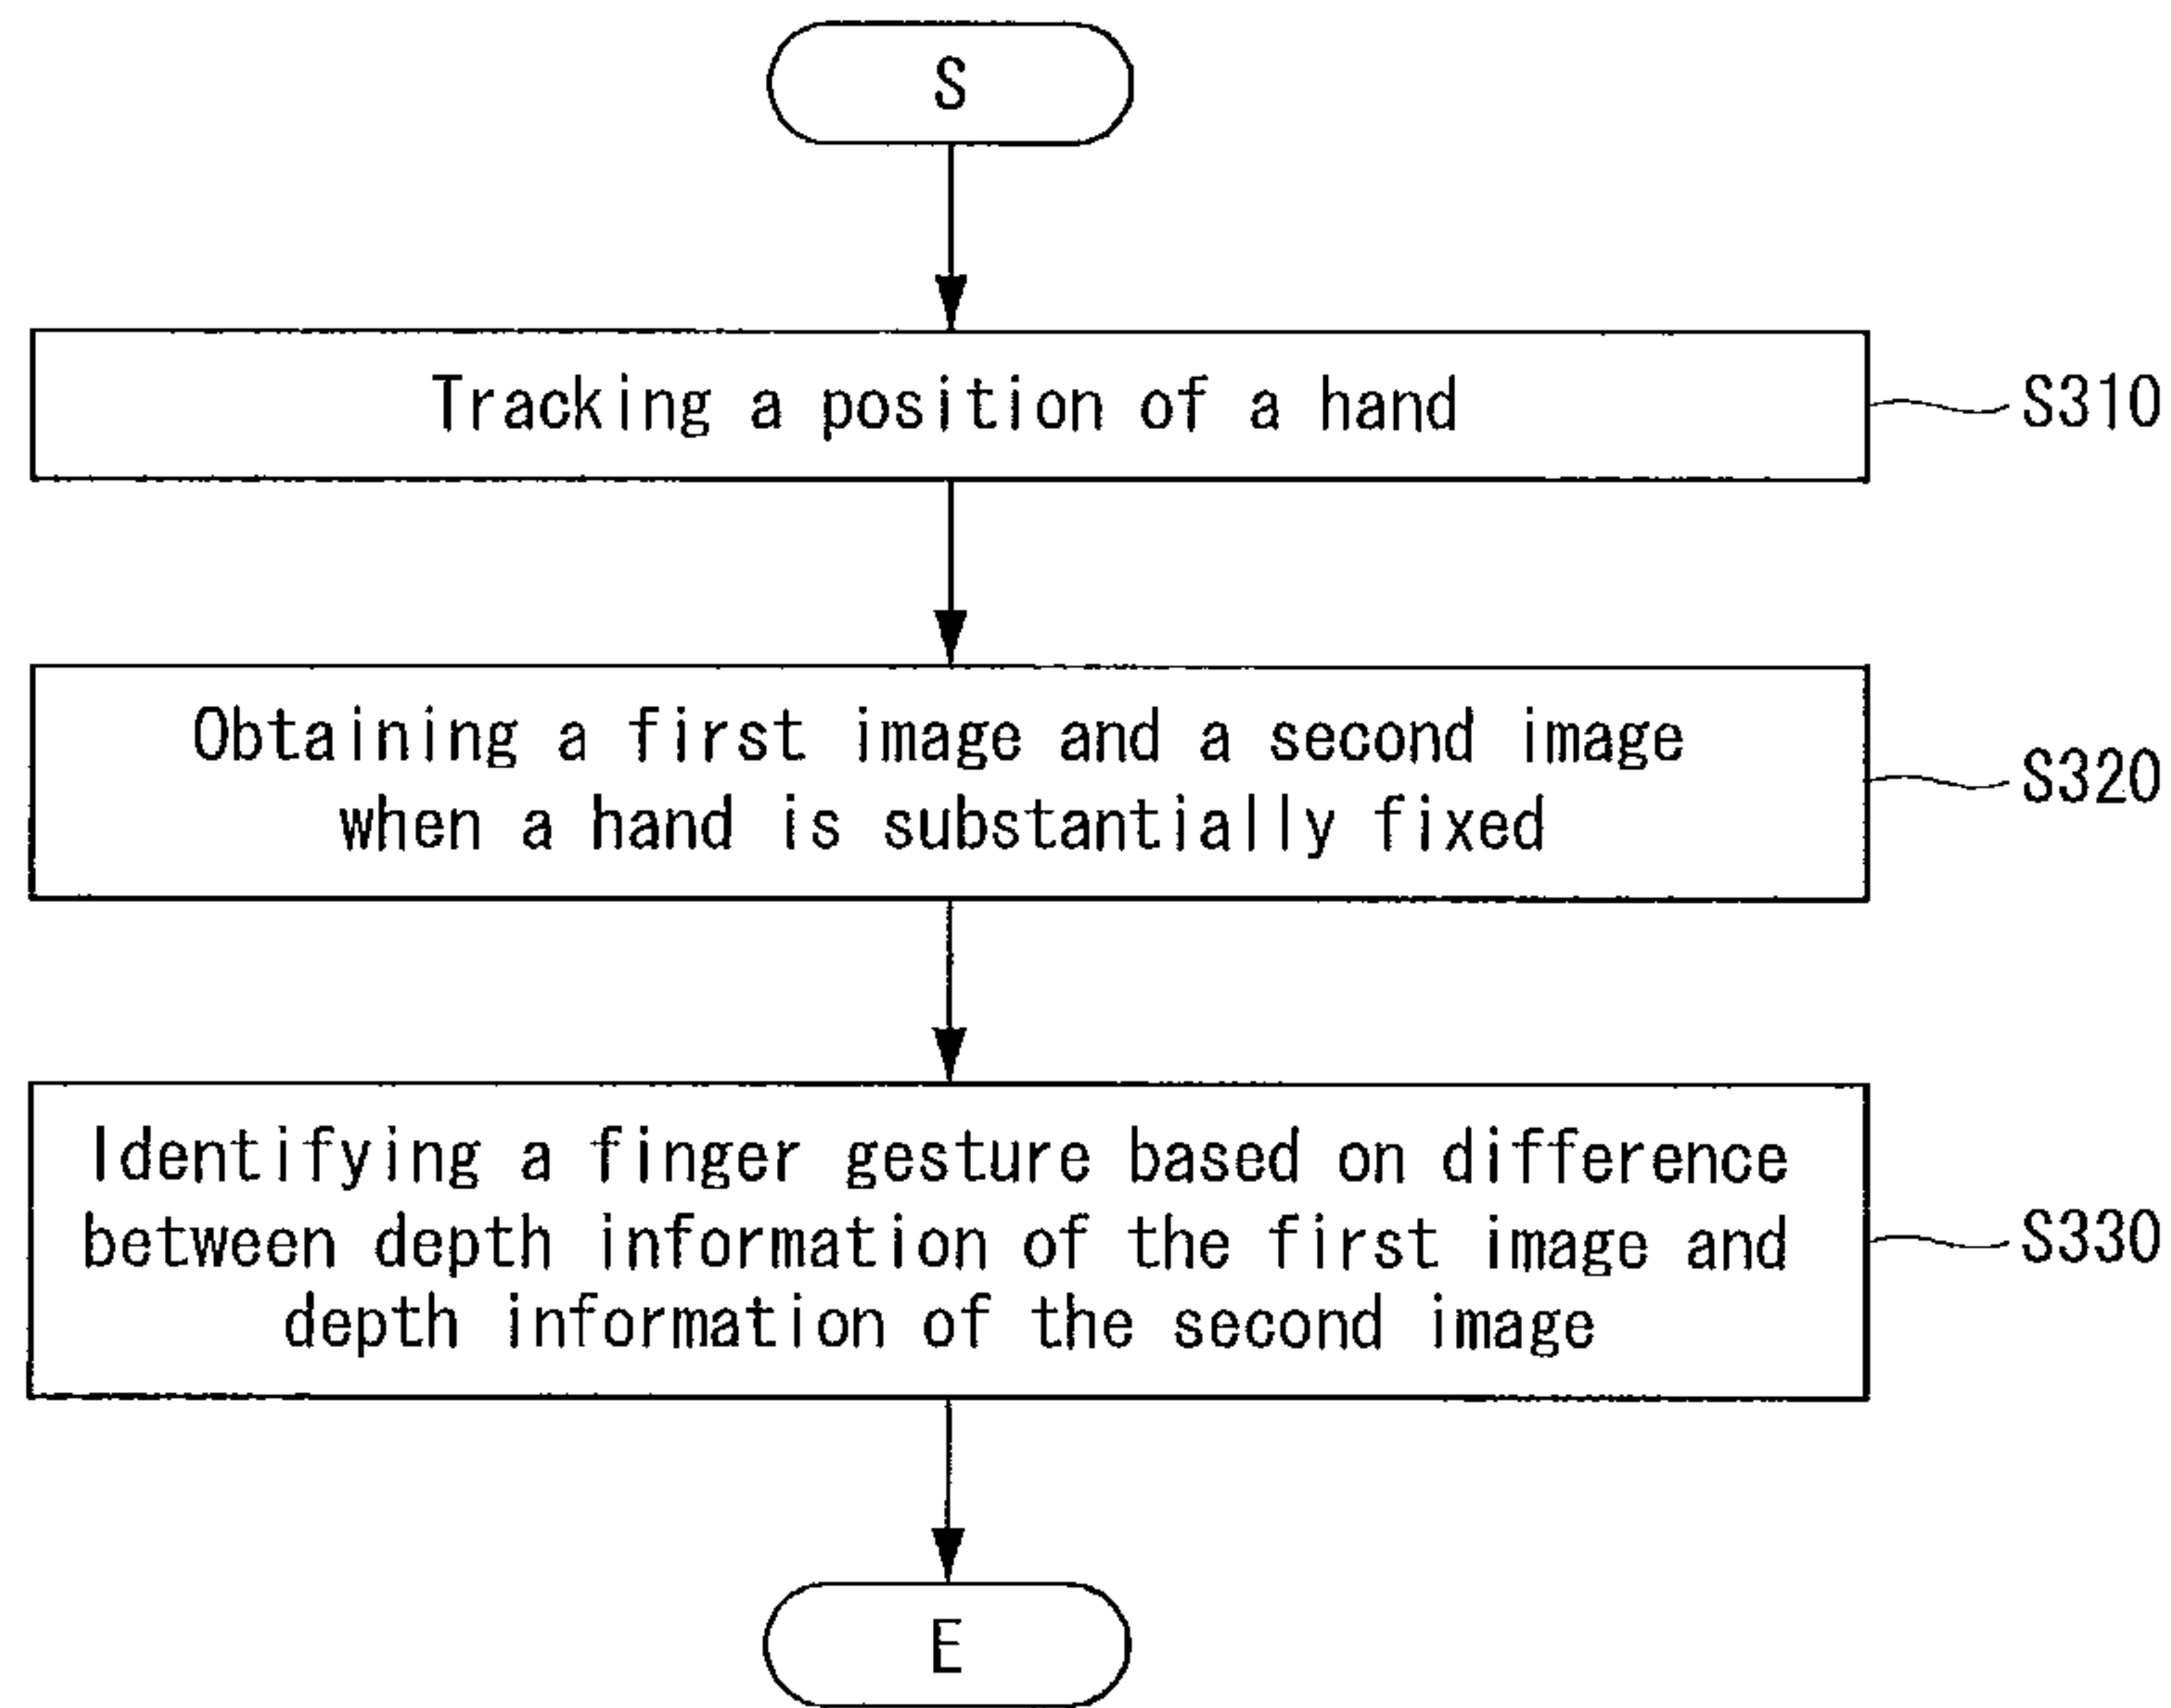 S
Tracking a position of a hand
S310
Obtaining a first image and a second image
when a hand is substantially fixed
S320
Identifying a finger gesture based on difference
between depth information of the first image and
depth information of the second image
S330
E